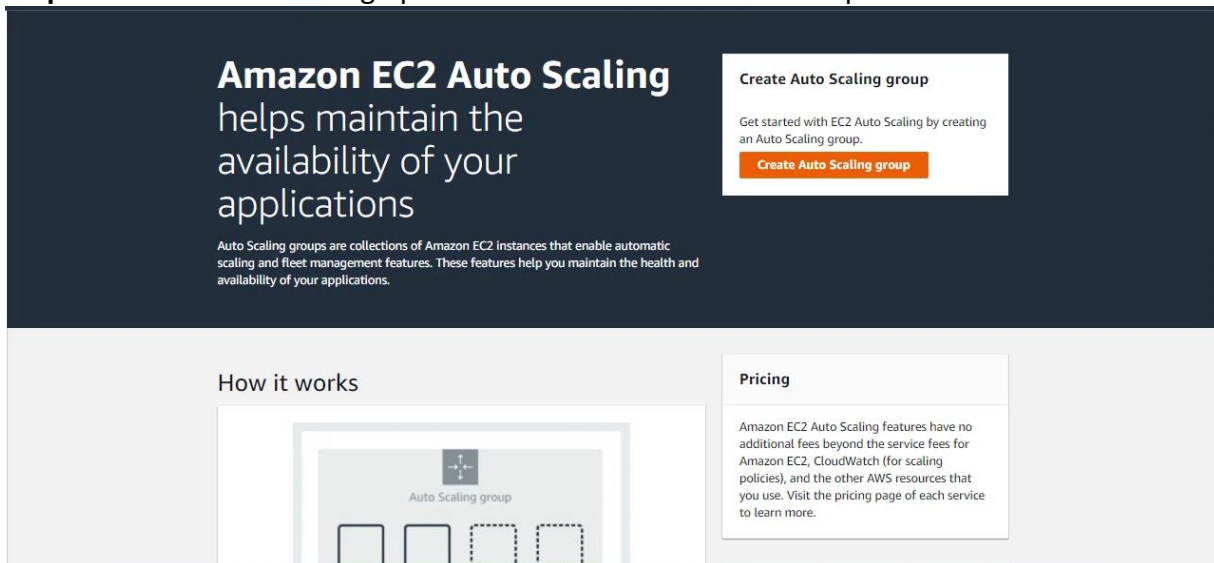 Amazon EC2 Auto Scaling
helps maintain the
availability of your
applications
Auto Scaling groups are collections of Amazon EC2 instances that enable automatic
scaling and fleet management features. These features help you maintain the health and
availability of your applications.
Create Auto Scaling group
Get started with EC2 Auto Scaling by creating
an Auto Scaling group.
Create Auto Scaling group
How it works
Auto Scaling group
Pricing
Amazon EC2 Auto Scaling features have no
additional fees beyond the service fees for
Amazon EC2, CloudWatch (for scaling
policies), and the other AWS resources that
you use. Visit the pricing page of each service
to learn more.